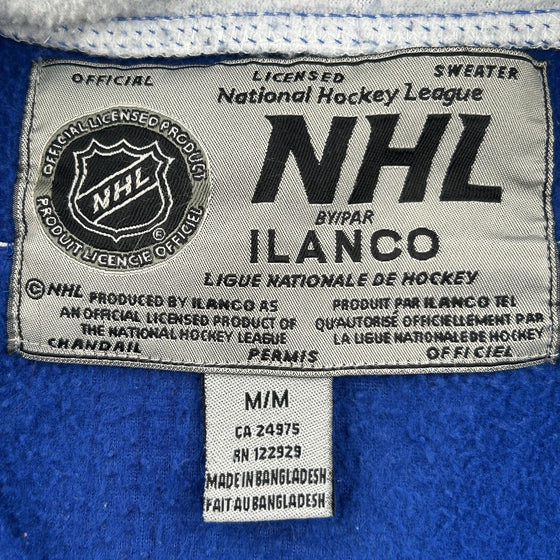 OFFICIAL LICENSED SWEATER
National Hockey League
OFFICIAL LICENSED PRODUCT
NHL
PRODUIT LICENCIÉ OFFICIEL
©
NHL
BY/PAR
ILANCO
LIGUE NATIONALE DE HOCKEY
©NHL PRODUCED BY ILANCO AS
AN OFFICIAL LICENSED PRODUCT OF
THE NATIONAL HOCKEY LEAGUE
PRODUIT PAR ILANCO TEL
QU'AUTORISÉ OFFICIELLEMENT PAR
LA LIGUE NATIONALE DE HOCKEY
CHANDAIL PERMIS OFFICIEL
M/M
CA 24975
RN 122929
MADE IN BANGLADESH
FAIT AU BANGLADESH